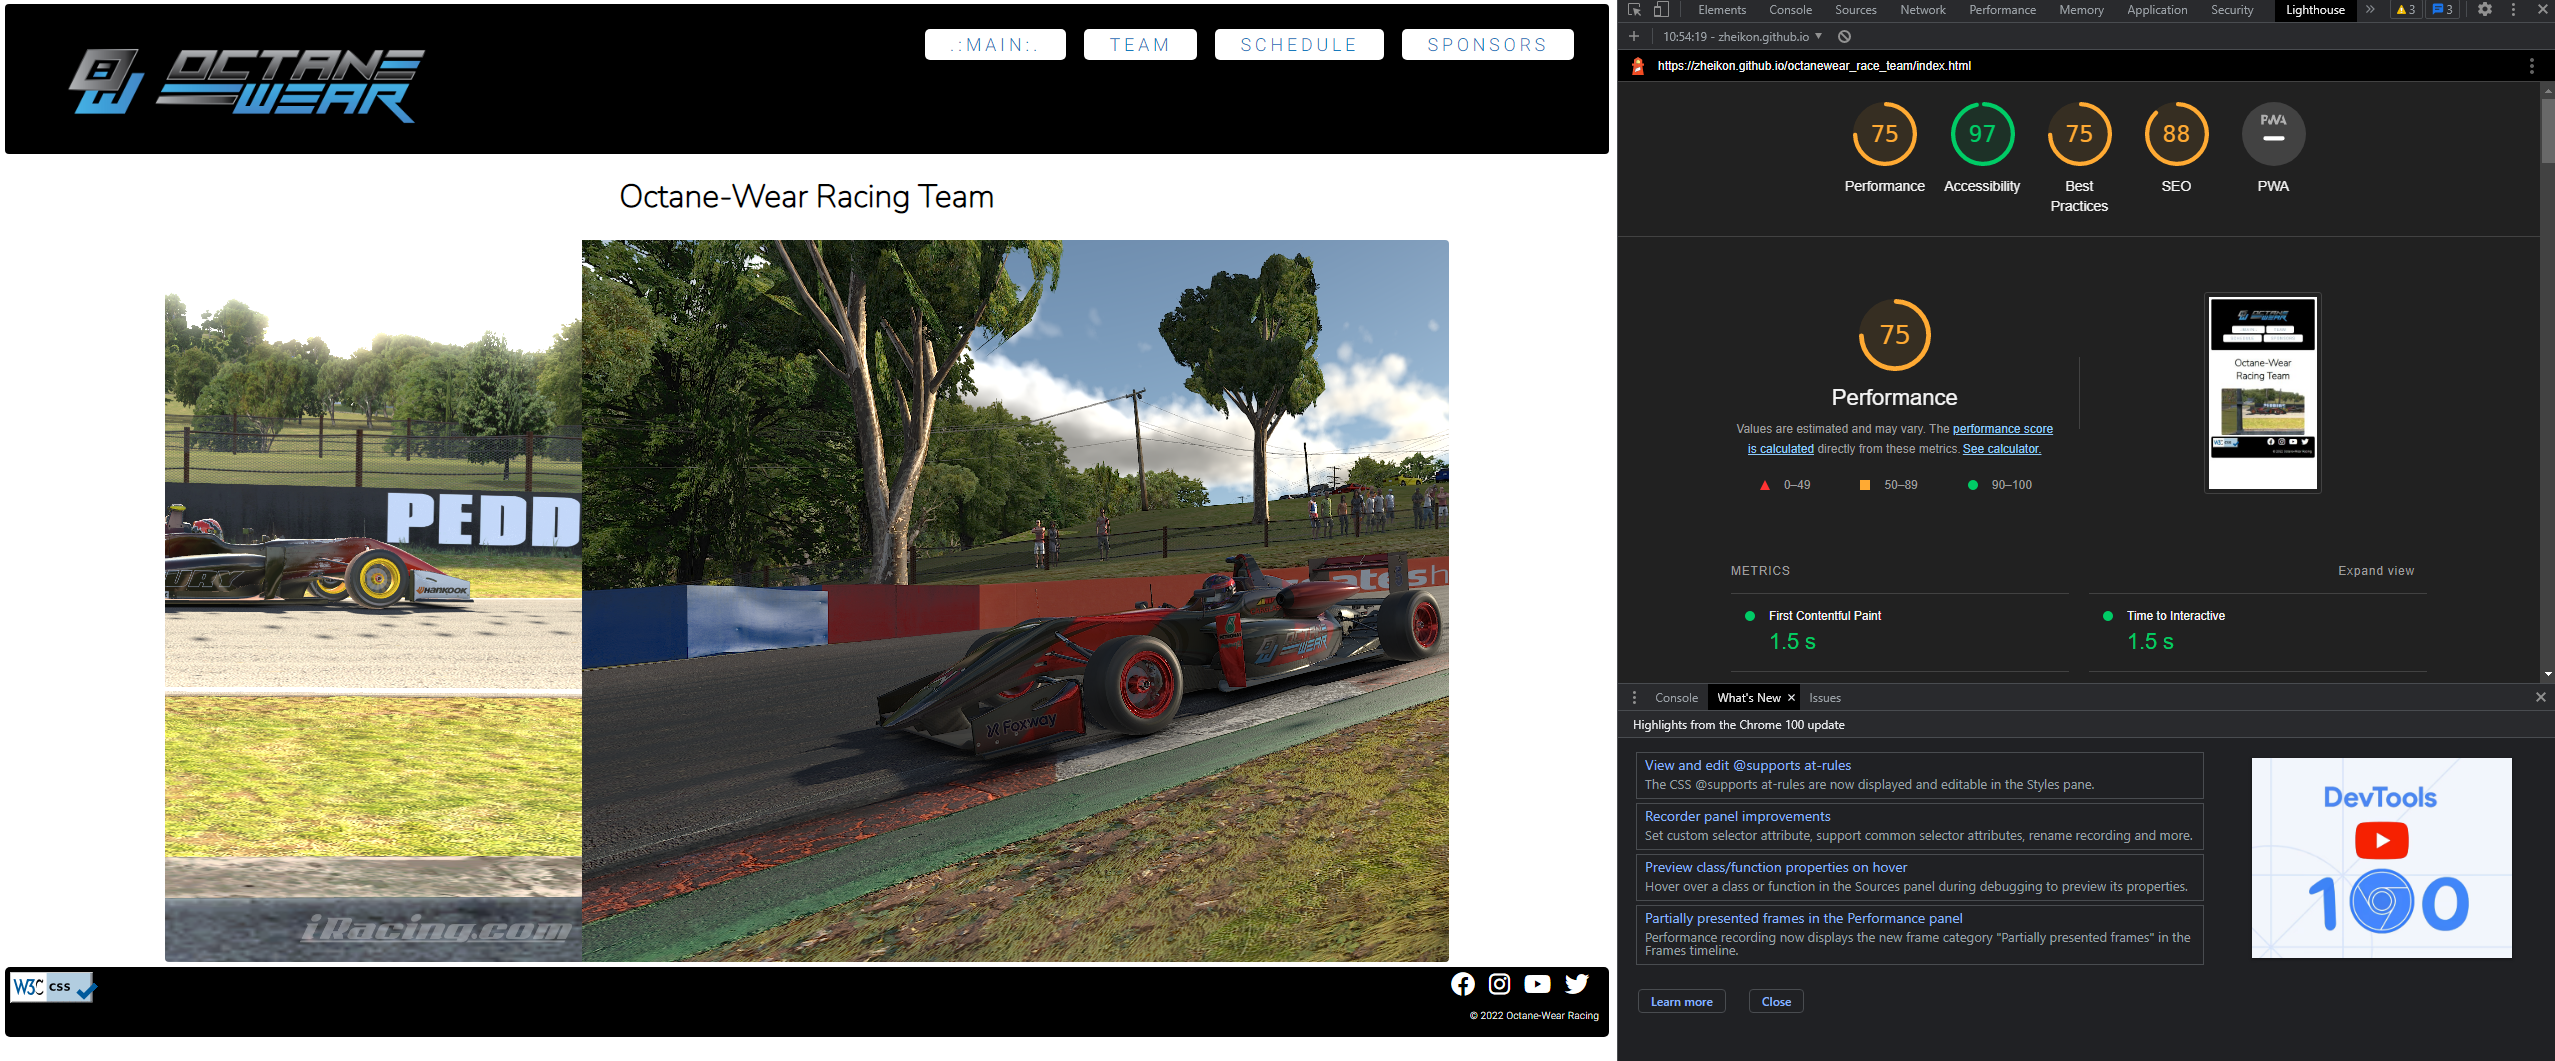 OCTANE
WEAR
.:MAIN:.
TEAM
SCHEDULE
SPONSORS
Octane-Wear Racing Team
PEDD
URY
HANKOOK
iRacing.com
OCTANE
WEAR
Foxway
W3C css
© 2022 Octane-Wear Racing
Elements
Console
Sources
Network
Performance
Memory
Application
Security
Lighthouse
3
3
10:54:19 - zheikon.github.io
https://zheikon.github.io/octanewear_race_team/index.html
75
97
75
88
PWA
Performance
Accessibility
Best
Practices
SEO
PWA
75
Performance
Values are estimated and may vary. The performance score
is calculated directly from these metrics. See calculator.
0–49
50–89
90–100
OCTANE
WEAR
Octane-Wear
Racing Team
METRICS
Expand view
First Contentful Paint
1.5 s
Time to Interactive
1.5 s
Console
What's New
Issues
Highlights from the Chrome 100 update
View and edit @supports at-rules
The CSS @supports at-rules are now displayed and editable in the Styles pane.
Recorder panel improvements
Set custom selector attribute, support common selector attributes, rename recording and more.
Preview class/function properties on hover
Hover over a class or function in the Sources panel during debugging to preview its properties.
Partially presented frames in the Performance panel
Performance recording now displays the new frame category "Partially presented frames" in the
Frames timeline.
DevTools
100
Learn more
Close